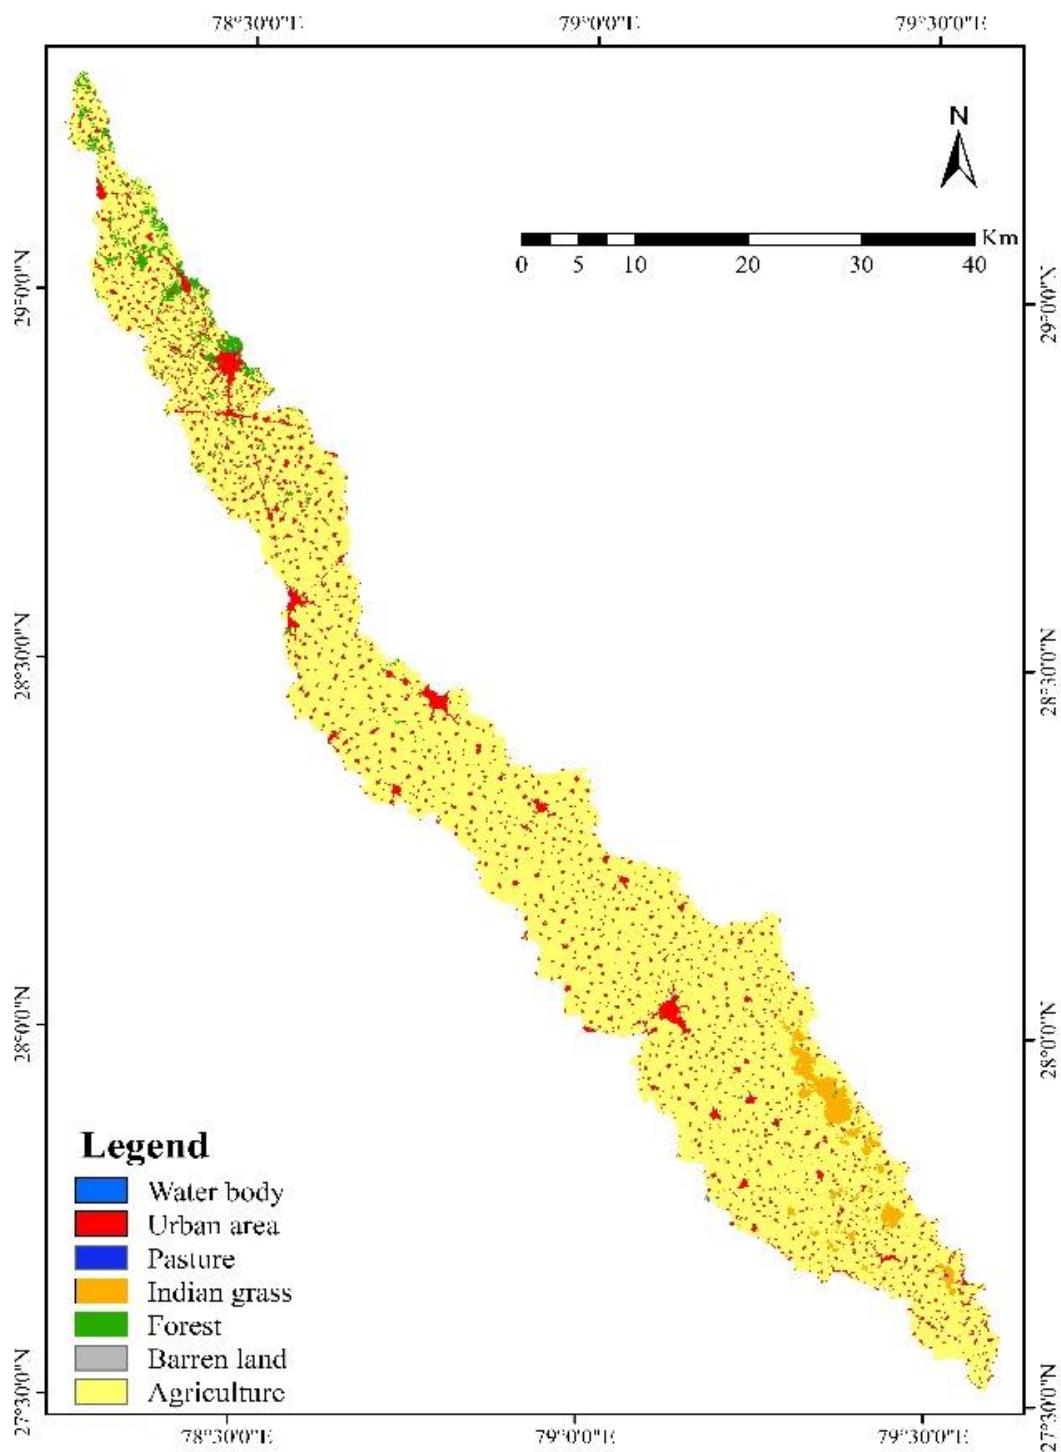 78°30'0"E 79°0'0"E 79°30'0"E
N
Km
0 5 10 20 30 40
29°0'0"N 29°0'0"N
28°30'0"N 28°30'0"N
28°0'0"N 28°0'0"N
Legend
Water body
Urban area
Pasture
Indian grass
Forest
Barren land
Agriculture
27°30'0"N 27°30'0"N
78°30'0"E 79°0'0"E 79°30'0"E